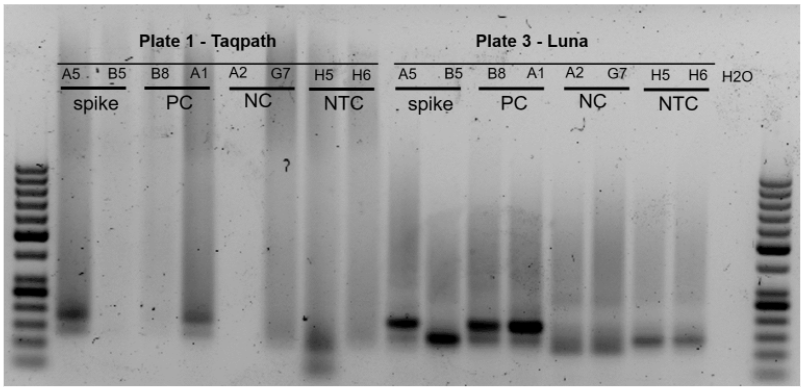 Plate 1 - Taqpath Plate 3 - Luna
A5 B5 B8 A1 A2 G7 H5 H6 A5 B5 B8 A1 A2 G7 H5 H6 H2O
spike PC NC NTC spike PC NC NTC
?